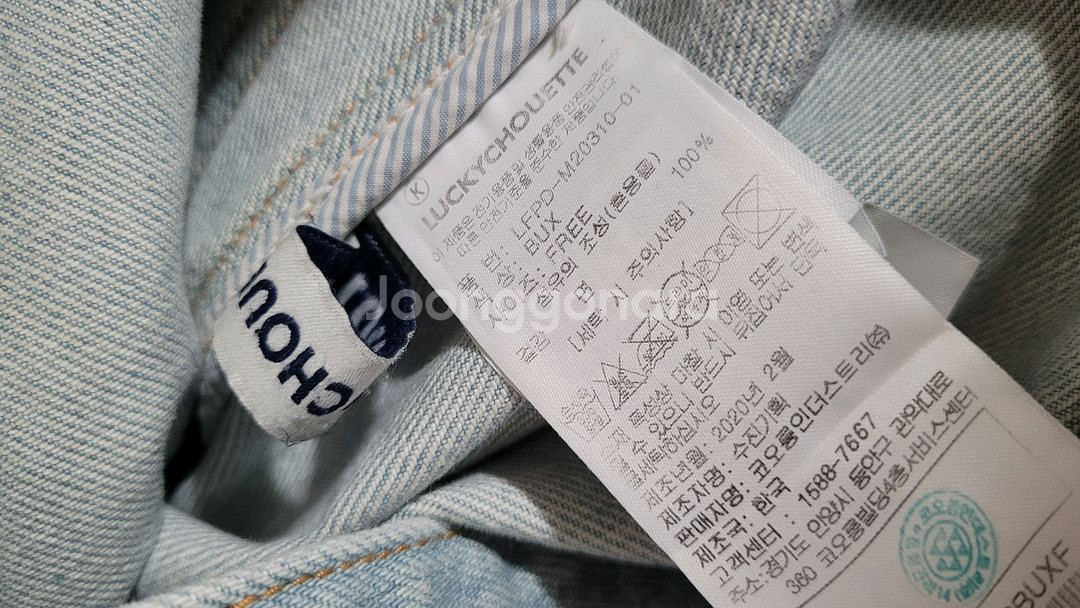 K
LUCKYCHOUETTE
이 제품은 전기용품 및 생활용품 안전관리법에
따른 안전기준을 준수한 제품입니다.
품 번: LFPD-M20310-01
색 상: BUX
: FREE
섬유의 조성(혼용률)
겉감 면 100%
[세탁시 주의사항]
제조년월: 2020년 2월
제조자명: 수진기획
판매자명: 코오롱인더스트리(주)
제조국: 한국
고객센터 : 1588-7667
주소: 경기도 안양시 동안구 관악대로
360 코오롱빌딩4층서비스센터
BUXF
CHOU
Joonggonara